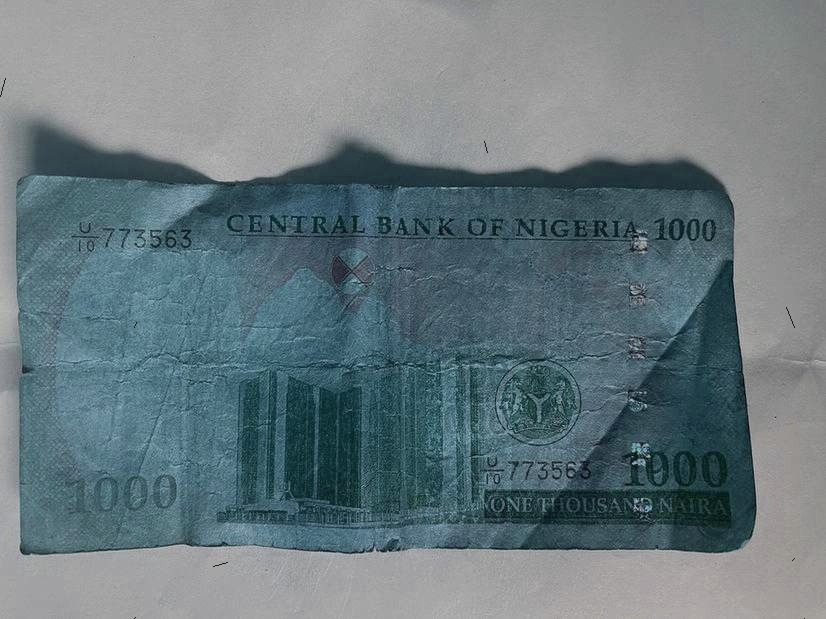 CENTRAL BANK OF NIGERIA 1000
U/10 773563
U/10 773563
1000
1000
ONE THOUSAND NAIRA